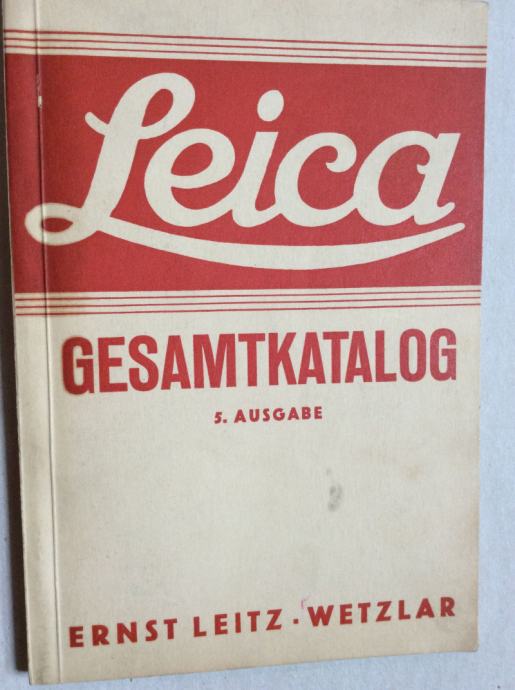 Leica
GESAMTKATALOG
5. AUSGABE
ERNST LEITZ · WETZLAR